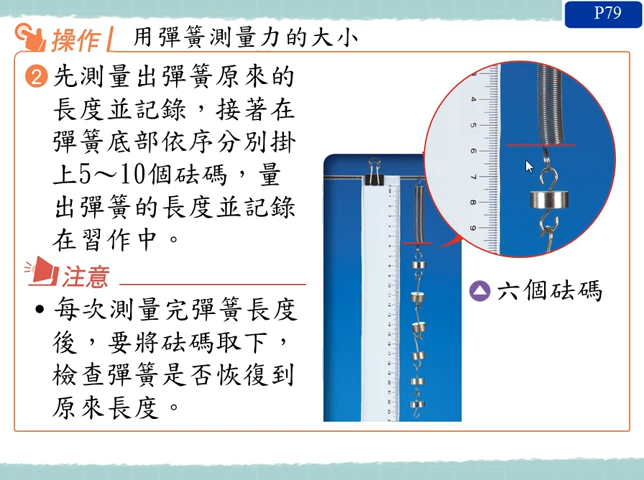 P79
操作 用彈簧測量力的大小
2 先測量出彈簧原來的
長度並記錄，接著在
彈簧底部依序分別掛
上5～10個砝碼，量
出彈簧的長度並記錄
在習作中。
注意
• 每次測量完彈簧長度
後，要將砝碼取下，
檢查彈簧是否恢復到
原來長度。
4
5
6
7
8
9
六個砝碼